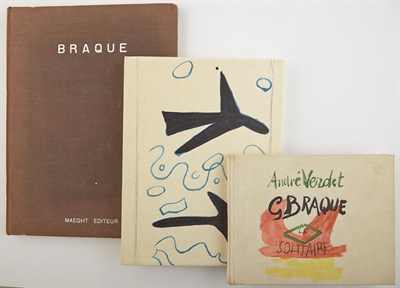 BRAQUE
MAEGHT EDITEUR
André Verdet
G BRAQUE
LE
SOLITAIRE